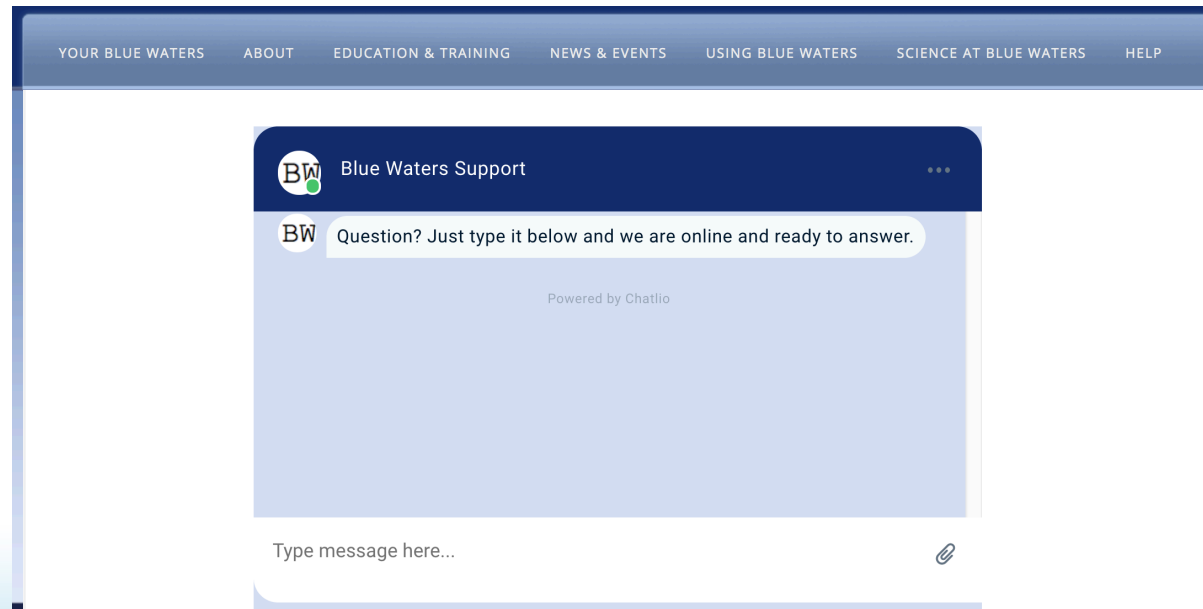 YOUR BLUE WATERS ABOUT EDUCATION & TRAINING NEWS & EVENTS USING BLUE WATERS SCIENCE AT BLUE WATERS HELP
BW Blue Waters Support
BW Question? Just type it below and we are online and ready to answer.
Powered by Chatlio
Type message here...